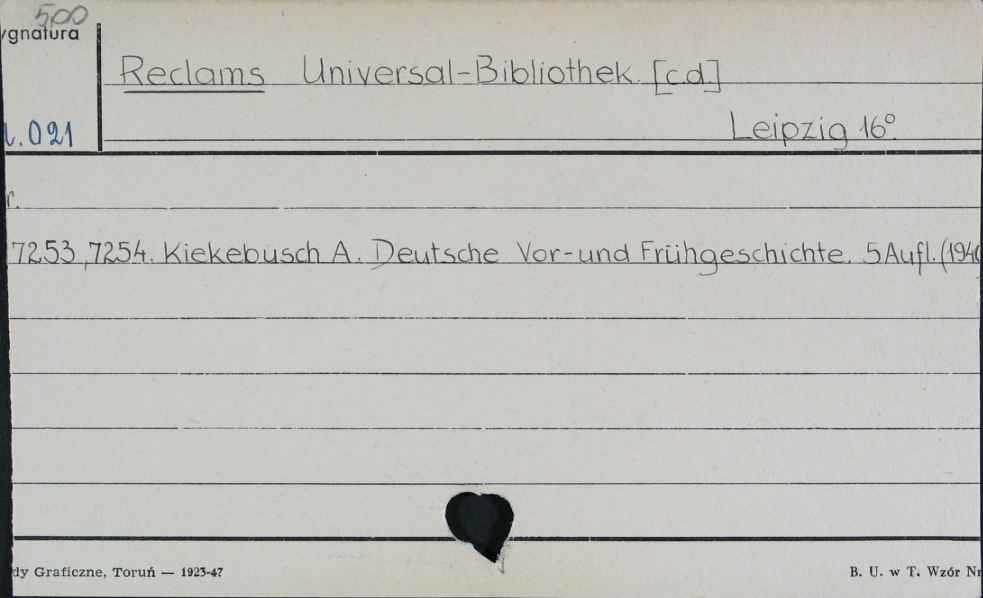 500
ygnatura
Reclams Universal-Bibliothek. [c.d]
.021
Leipzig 16°.
r.
7253, 7254. Kiekebusch A. Deutsche Vor- und Frühgeschichte. 5 Aufl. (194
dy Graficzne, Toruń — 1923-47
B. U. w T. Wzór Nr